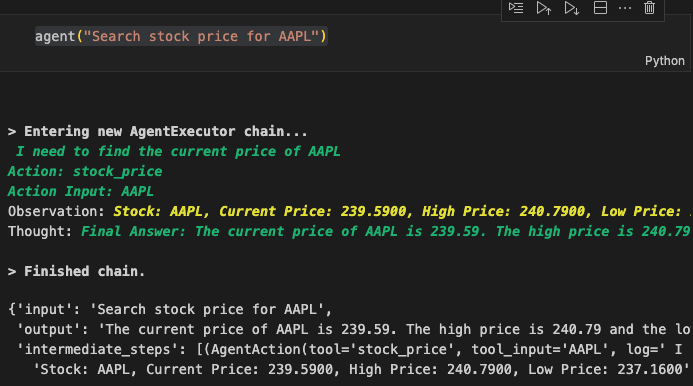 agent("Search stock price for AAPL")
Python
> Entering new AgentExecutor chain...
I need to find the current price of AAPL
Action: stock_price
Action Input: AAPL
Observation: Stock: AAPL, Current Price: 239.5900, High Price: 240.7900, Low Price:
Thought: Final Answer: The current price of AAPL is 239.59. The high price is 240.79
> Finished chain.
{'input': 'Search stock price for AAPL',
'output': 'The current price of AAPL is 239.59. The high price is 240.79 and the lo
'intermediate_steps': [(AgentAction(tool='stock_price', tool_input='AAPL', log=' I
'Stock: AAPL, Current Price: 239.5900, High Price: 240.7900, Low Price: 237.1600'